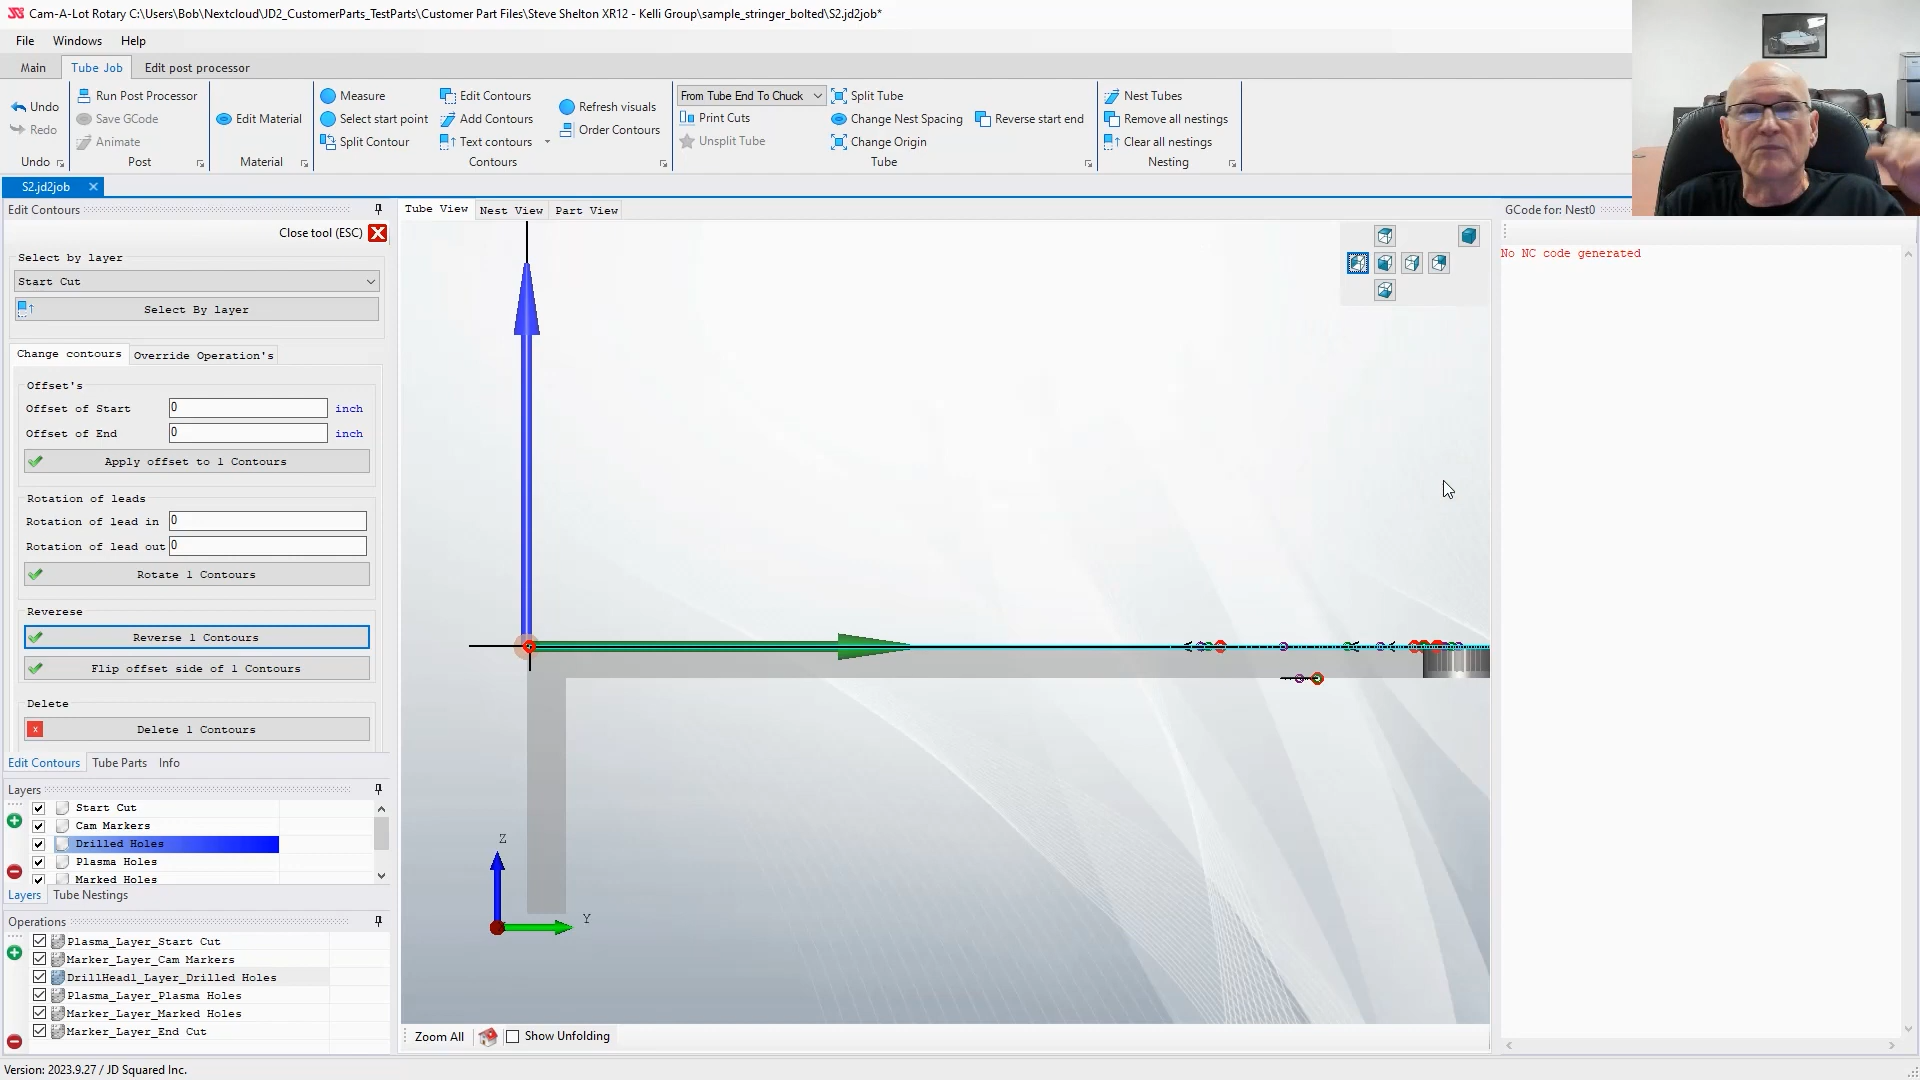 Cam-A-Lot Rotary C:\Users\Bob\Nextcloud\JD2_CustomerParts_TestParts\Customer Part Files\Steve Shelton XR12 - Kelli Group\sample_stringer_bolted\S2.jd2job*
File Windows Help
Main Tube Job Edit post processor
Undo
Redo
Undo
Run Post Processor
Save GCode
Animate
Post
Edit Material
Material
Measure
Select start point
Split Contour
Edit Contours
Add Contours
Text contours
Refresh visuals
Order Contours
Contours
From Tube End To Chuck
Print Cuts
Unsplit Tube
Split Tube
Change Nest Spacing
Change Origin
Reverse start end
Tube
Nest Tubes
Remove all nestings
Clear all nestings
Nesting
S2.jd2job
Edit Contours
Close tool (ESC)
Select by layer
Start Cut
Select By layer
Change contours Override Operation's
Offset's
Offset of Start 0 inch
Offset of End 0 inch
Apply offset to 1 Contours
Rotation of leads
Rotation of lead in 0
Rotation of lead out 0
Rotate 1 Contours
Reverese
Reverse 1 Contours
Flip offset side of 1 Contours
Delete
x Delete 1 Contours
Edit Contours Tube Parts Info
Layers
Start Cut
Cam Markers
Drilled Holes
Plasma Holes
Marked Holes
Layers Tube Nestings
Operations
Plasma_Layer_Start Cut
Marker_Layer_Cam Markers
DrillHead1_Layer_Drilled Holes
Plasma_Layer_Plasma Holes
Marker_Layer_Marked Holes
Marker_Layer_End Cut
Tube View Nest View Part View
Z
Y
Zoom All Show Unfolding
GCode for: Nest0
No NC code generated
Version: 2023.9.27 / JD Squared Inc.